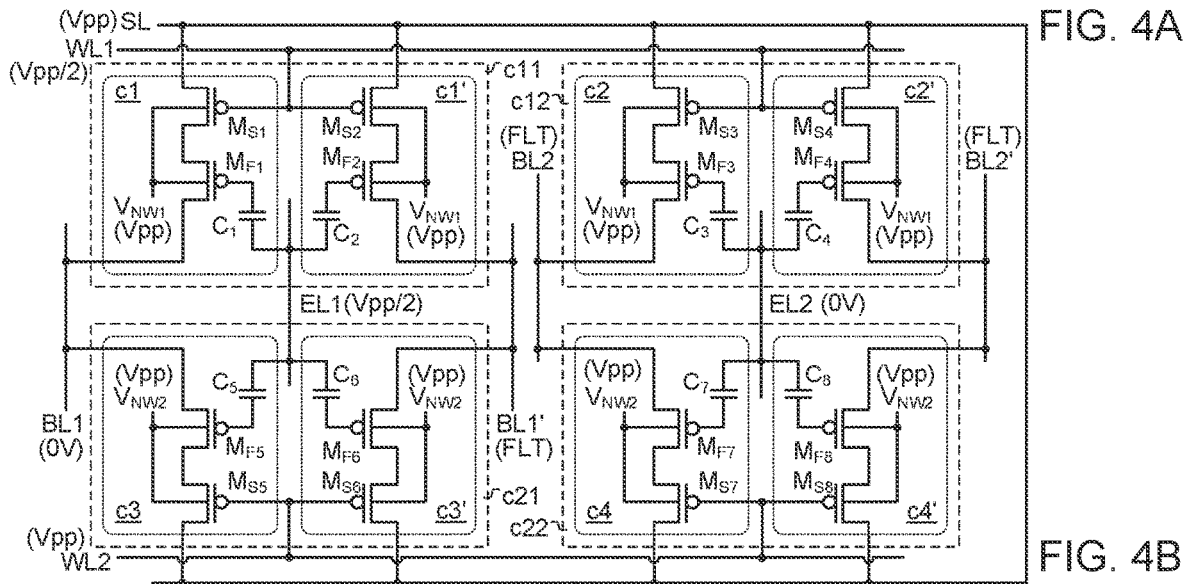 (Vpp) SL
FIG. 4A
WL1
(Vpp/2)
c11
c1
c1'
c12
c2
c2'
MS1
MS2
MS3
MS4
(FLT)
BL2
(FLT)
BL2'
MF1
MF2
MF3
MF4
VNW1
(Vpp)
C1
C2
VNW1
(Vpp)
VNW1
(Vpp)
C3
C4
VNW1
(Vpp)
EL1(Vpp/2)
EL2 (0V)
(Vpp)
VNW2
C5
C6
(Vpp)
VNW2
(Vpp)
VNW2
C7
C8
(Vpp)
VNW2
BL1
(0V)
MF5
MF6
BL1'
(FLT)
MF7
MF8
MS5
MS6
MS7
MS8
c3
c3'
c21
c22
c4
c4'
(Vpp)
WL2
FIG. 4B